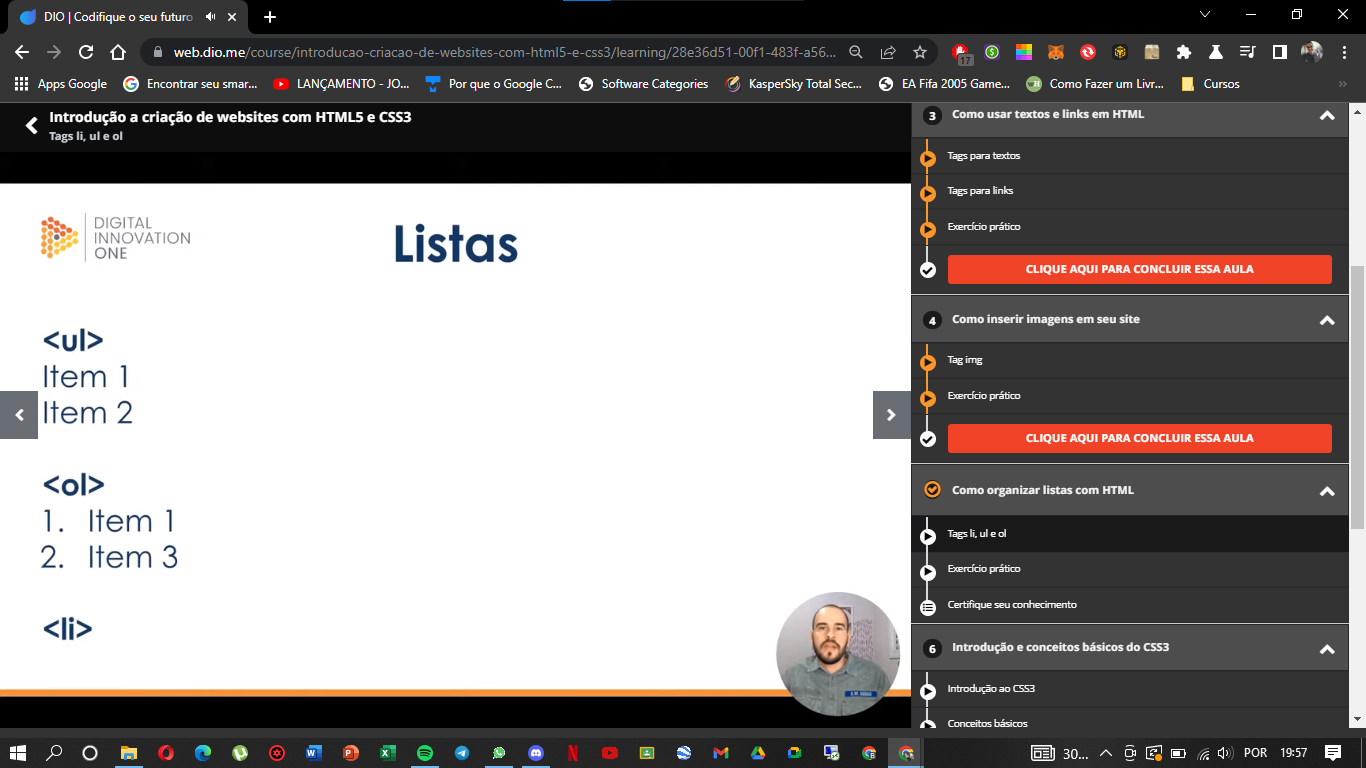 DIO | Codifique o seu futuro
web.dio.me/course/introducao-criacao-de-websites-com-html5-e-css3/learning/28e36d51-00f1-483f-a56...
17
Apps Google
Encontrar seu smar...
LANÇAMENTO - JO...
Por que o Google C...
Software Categories
KasperSky Total Sec...
EA Fifa 2005 Game...
Como Fazer um Livr...
Cursos
Introdução a criação de websites com HTML5 e CSS3
Tags li, ul e ol
DIGITAL
INNOVATION
ONE
Listas
<ul>
Item 1
Item 2
<ol>
1. Item 1
2. Item 3
<li>
3 Como usar textos e links em HTML
Tags para textos
Tags para links
Exercício prático
CLIQUE AQUI PARA CONCLUIR ESSA AULA
4 Como inserir imagens em seu site
Tag img
Exercício prático
CLIQUE AQUI PARA CONCLUIR ESSA AULA
Como organizar listas com HTML
Tags li, ul e ol
Exercício prático
Certifique seu conhecimento
6 Introdução e conceitos básicos do CSS3
Introdução ao CSS3
Conceitos básicos
30...
POR
19:57